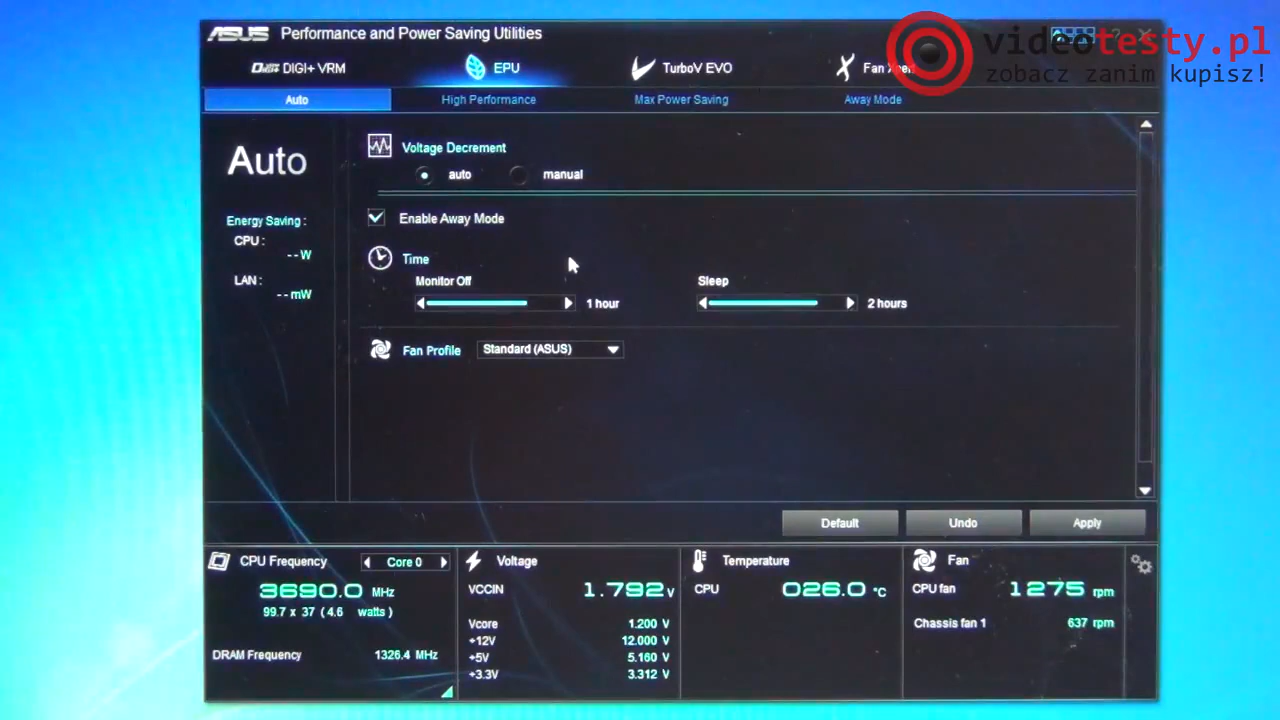 ASUS Performance and Power Saving Utilities
videotesty.pl
zobacz zanim kupisz!
DIGI+ VRM EPU TurboV EVO Fan Xpert
Auto High Performance Max Power Saving Away Mode
Auto
Energy Saving :
CPU :
--W
LAN :
--mW
Voltage Decrement
auto manual
Enable Away Mode
Time
Monitor Off Sleep
1 hour 2 hours
Fan Profile Standard (ASUS)
Default Undo Apply
CPU Frequency Core 0
3690.0 MHz
99.7 x 37 ( 4.6 watts )
DRAM Frequency 1326.4 MHz
Voltage
VCCIN 1.792 V
Vcore 1.200 V
+12V 12.000 V
+5V 5.160 V
+3.3V 3.312 V
Temperature
CPU 026.0 °C
Fan
CPU fan 1275 rpm
Chassis fan 1 637 rpm